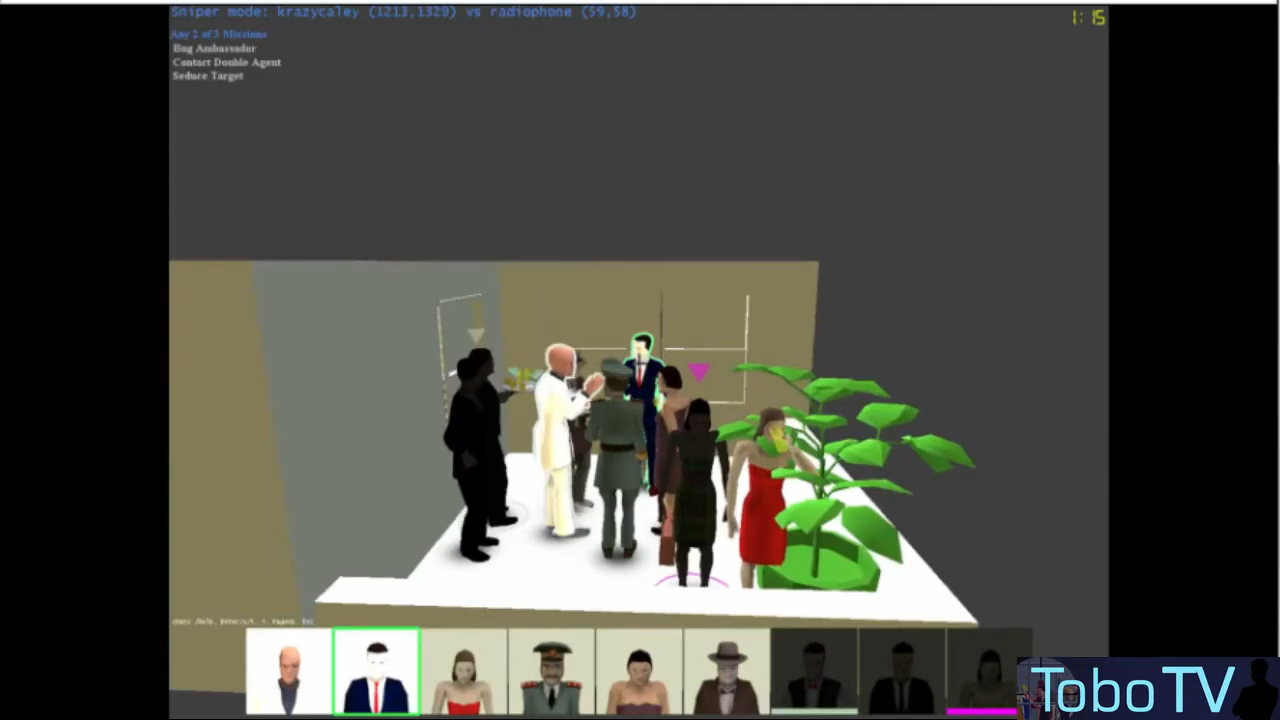 Sniper mode: krazycaley (1213,1329) vs radiophone (59,58)
1:15
Any 2 of 3 Missions
Bug Ambassador
Contact Double Agent
Seduce Target
ToboTV